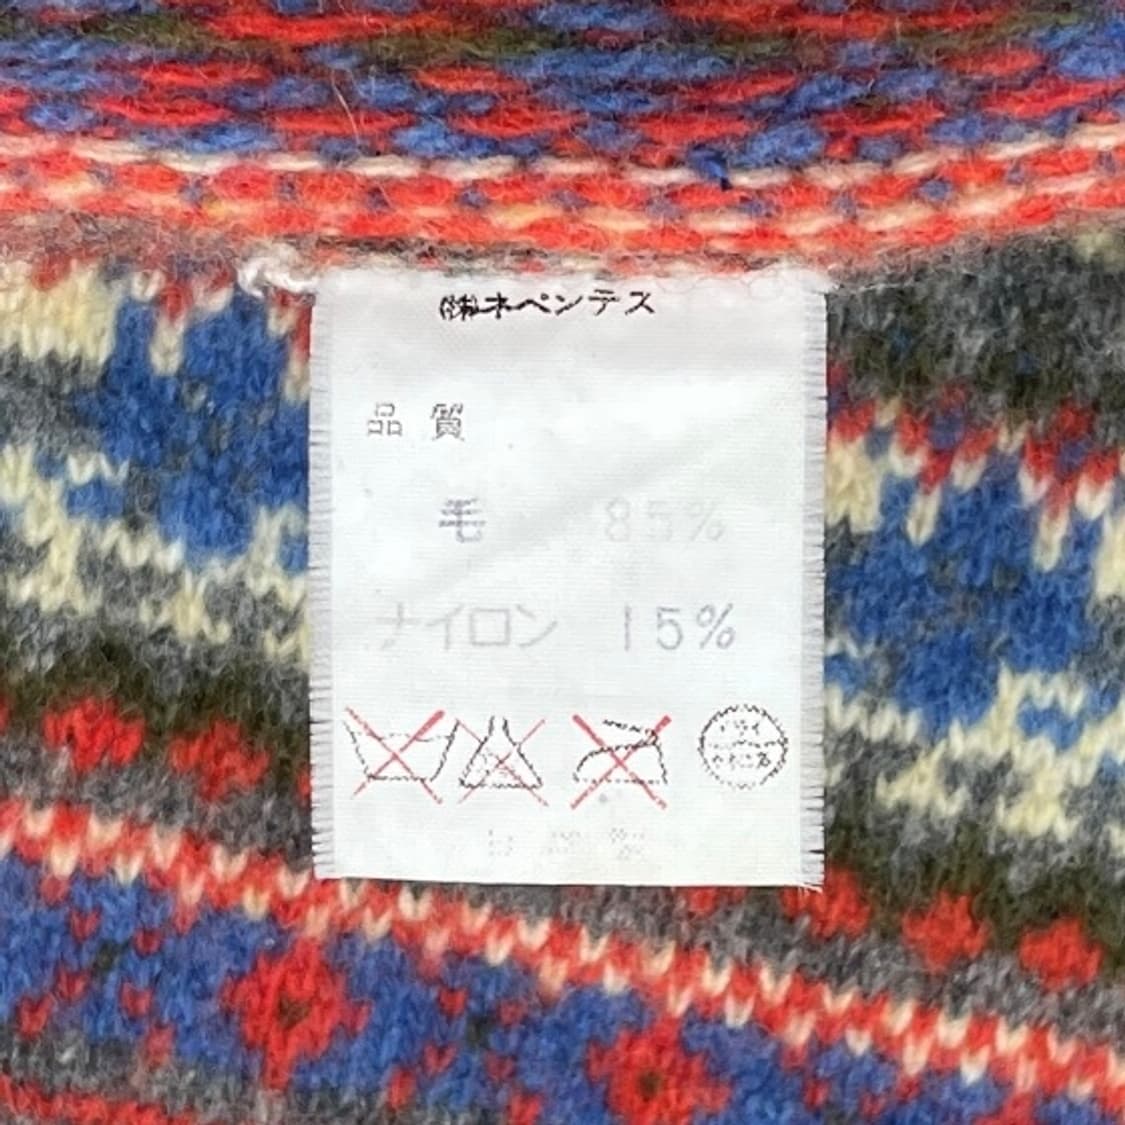 ㈱ネペンテス
品質
毛 85%
ナイロン 15%